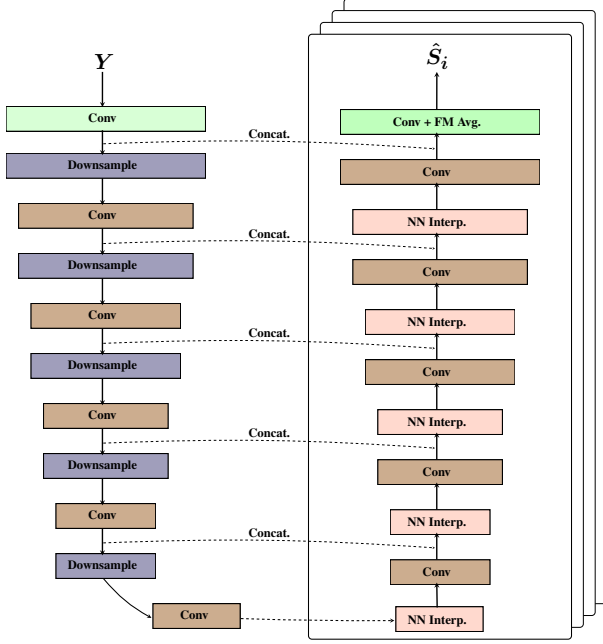 Y
Ŝᵢ
Conv
Conv + FM Avg.
Concat.
Downsample
Conv
Conv
NN Interp.
Concat.
Downsample
Conv
Conv
NN Interp.
Concat.
Downsample
Conv
Conv
NN Interp.
Concat.
Downsample
Conv
Conv
NN Interp.
Concat.
Downsample
Conv
Conv
NN Interp.